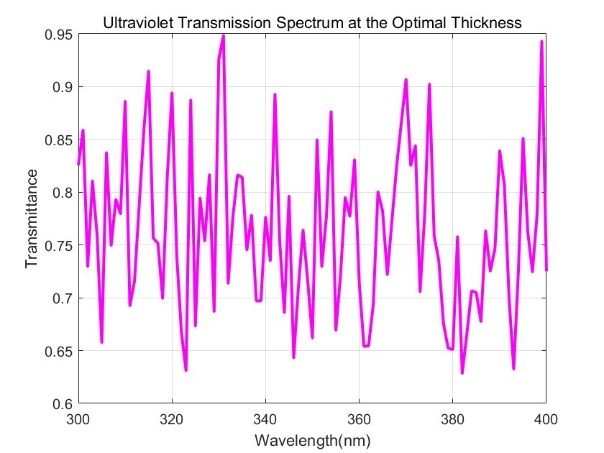 Ultraviolet Transmission Spectrum at the Optimal Thickness
0.95
0.9
0.85
0.8
0.75
0.7
0.65
0.6
Transmittance
300 320 340 360 380 400
Wavelength(nm)